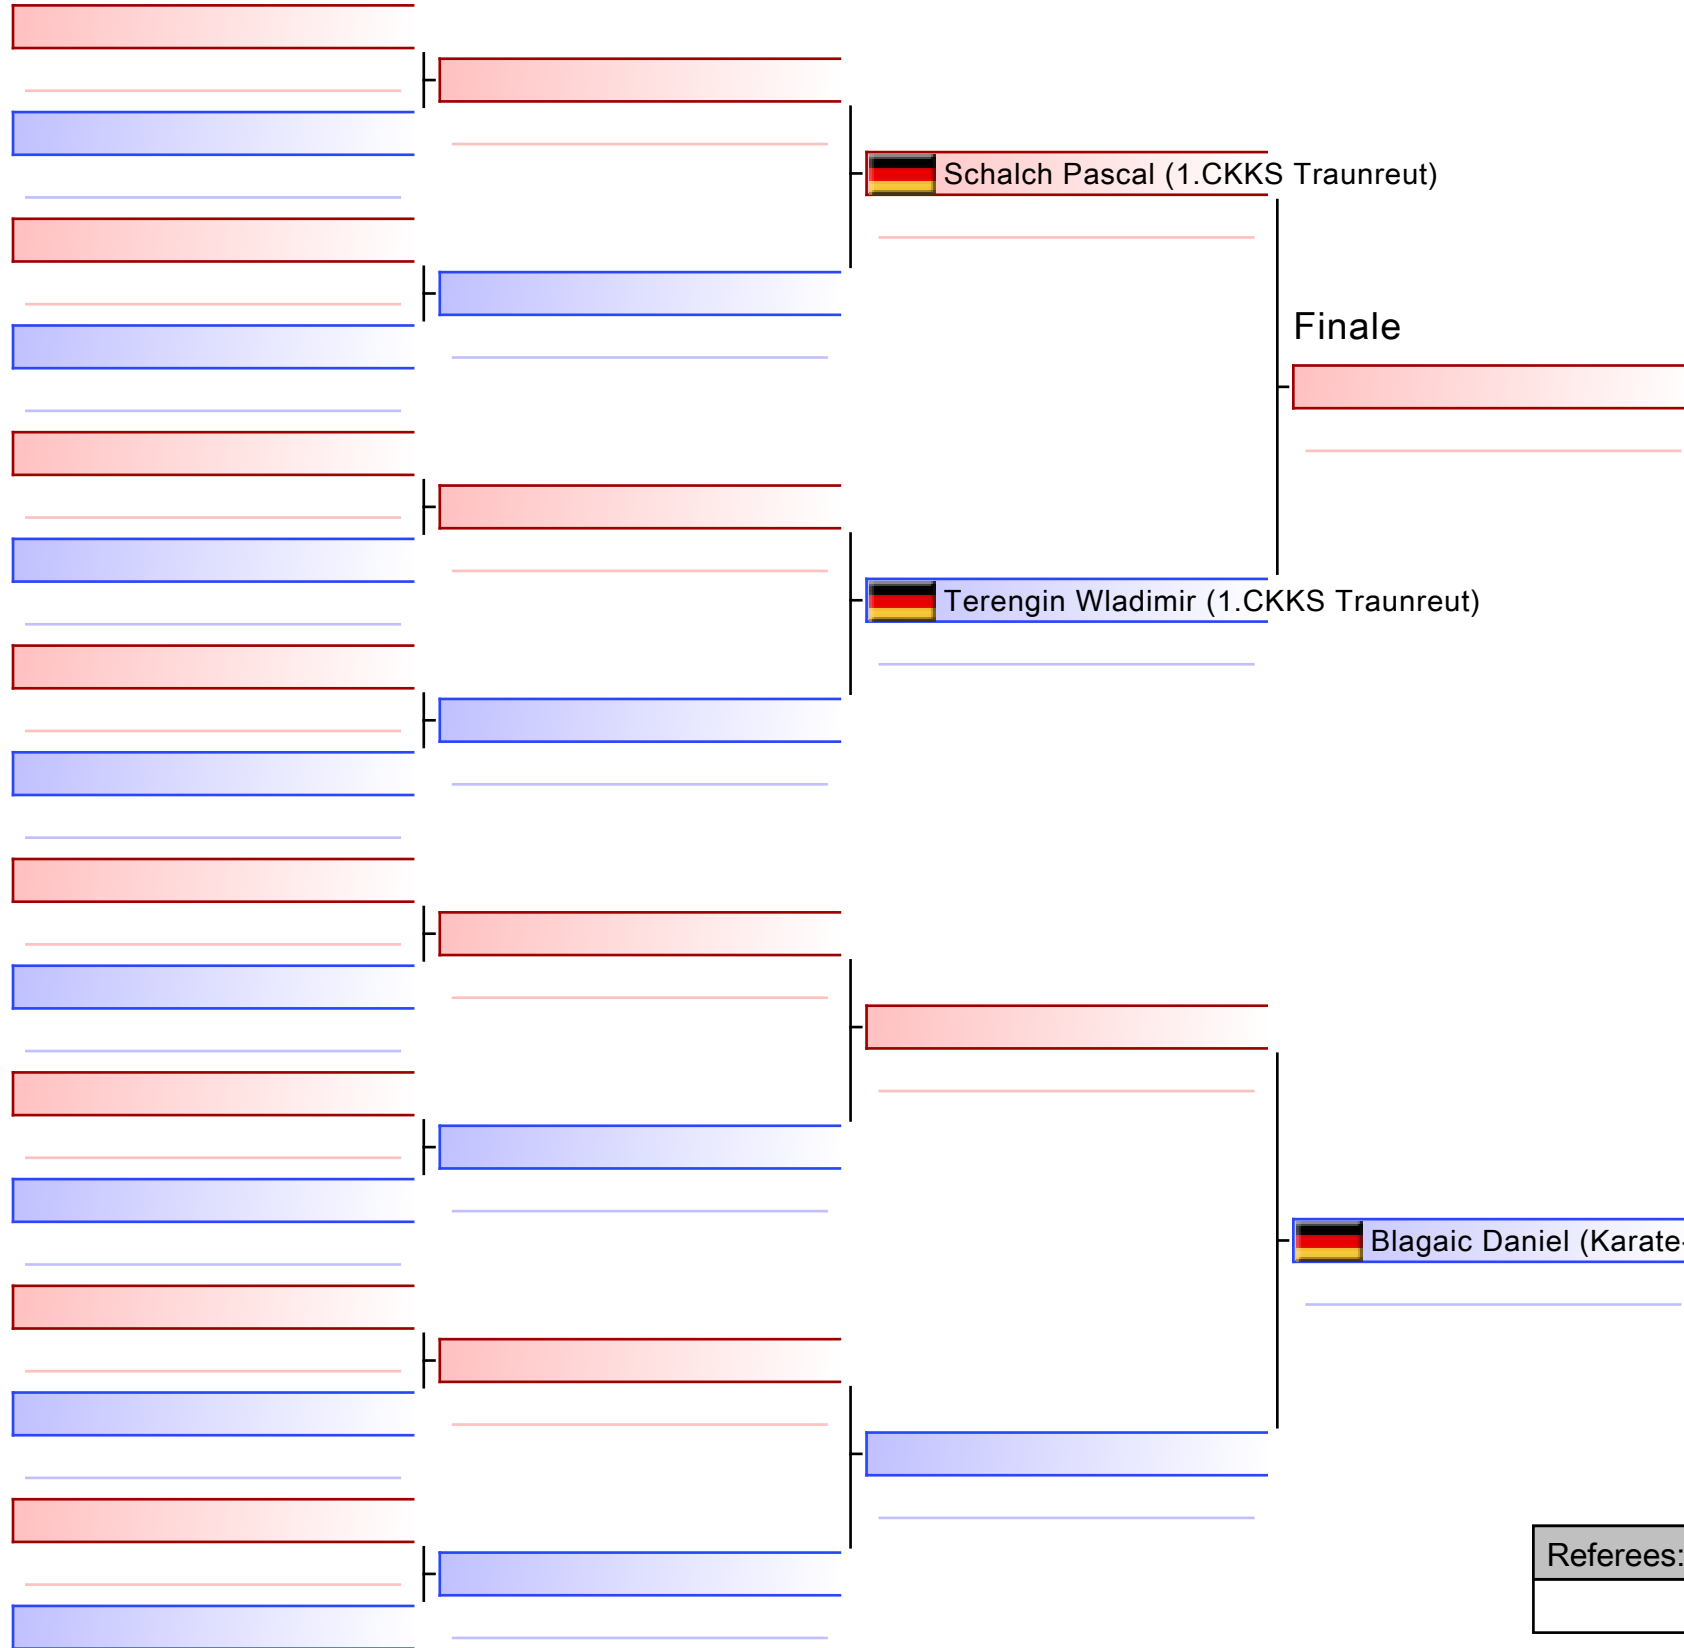 Schalch Pascal (1.CKKS Traunreut)
Finale
Terengin Wladimir (1.CKKS Traunreut)
Blagaic Daniel (Karate-
Referees: